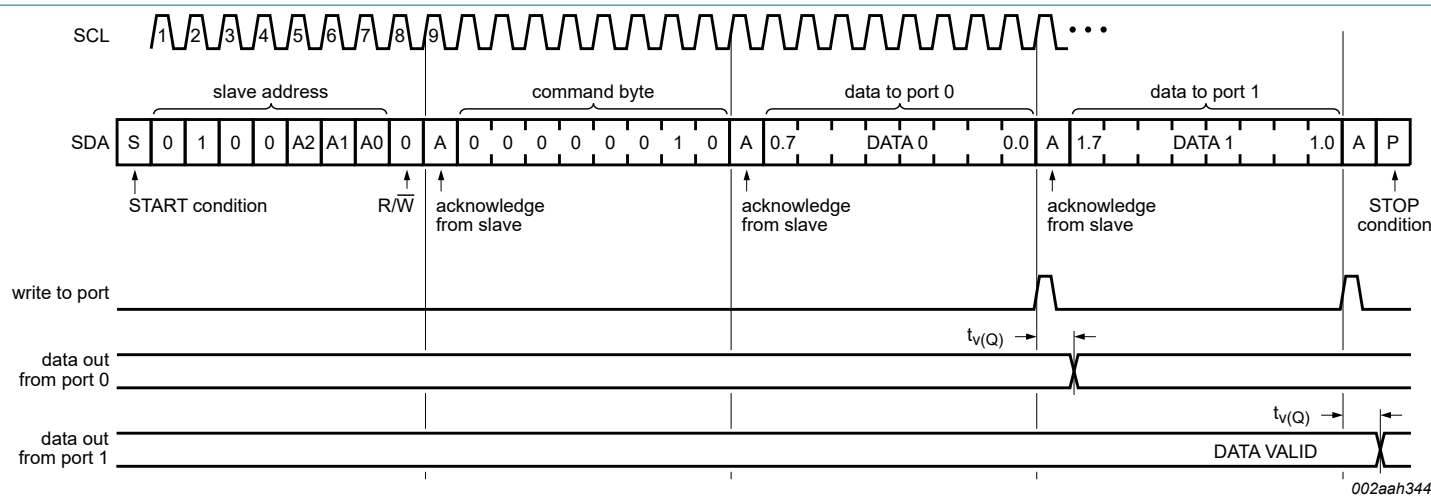 SCL 1 2 3 4 5 6 7 8 9
slave address command byte data to port 0 data to port 1
SDA S 0 1 0 0 A2 A1 A0 0 A 0 0 0 0 0 0 1 0 A 0.7 DATA 0 0.0 A 1.7 DATA 1 1.0 A P
START condition R/W acknowledge acknowledge acknowledge STOP
from slave from slave from slave condition
write to port
tv(Q)
data out
from port 0
tv(Q)
data out
from port 1 DATA VALID
002aah344